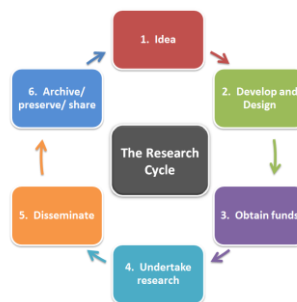 1. Idea
2. Develop and
Design
3. Obtain funds
4. Undertake
research
5. Disseminate
6. Archive/
preserve/ share
The Research
Cycle